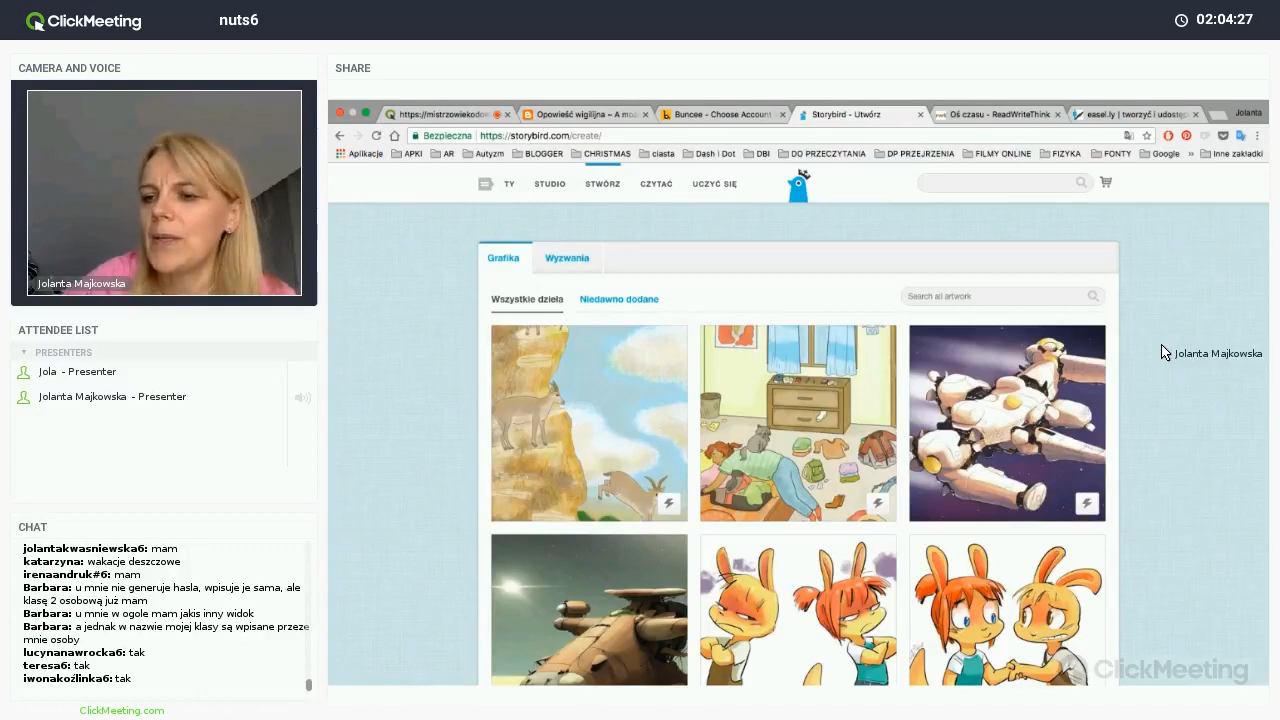 ClickMeeting
nuts6
02:04:27
CAMERA AND VOICE
Jolanta Majkowska
ATTENDEE LIST
PRESENTERS
Jola - Presenter
Jolanta Majkowska - Presenter
CHAT
jolantakwasniewska6: mam
katarzyna: wakacje deszczowe
irenaandruk#6: mam
Barbara: u mnie nie generuje hasla, wpisuje je sama, ale
klasę 2 osobową już mam
Barbara: u mnie w ogole mam jakis inny widok
Barbara: a jednak w nazwie mojej klasy są wpisane przeze
mnie osoby
lucynanawrocka6: tak
teresa6: tak
iwonakoźlinka6: tak
ClickMeeting.com
SHARE
https://mistrzowiekodo
Opowieść wigilijna ~ A moż
Buncee - Choose Account
Storybird - Utwórz
Oś czasu - ReadWriteThink
easel.ly | tworzyć i udostęp
Jolanta
Bezpieczna
https://storybird.com/create/
Aplikacje
APKI
AR
Autyzm
BLOGGER
CHRISTMAS
ciasta
Dash i Dot
DBI
DO PRZECZYTANIA
DP PRZEJRZENIA
FILMY ONLINE
FIZYKA
FONTY
Google
»
Inne zakładki
TY
STUDIO
STWÓRZ
CZYTAĆ
UCZYĆ SIĘ
Grafika
Wyzwania
Wszystkie dzieła
Niedawno dodane
Search all artwork
Jolanta Majkowska
ClickMeeting